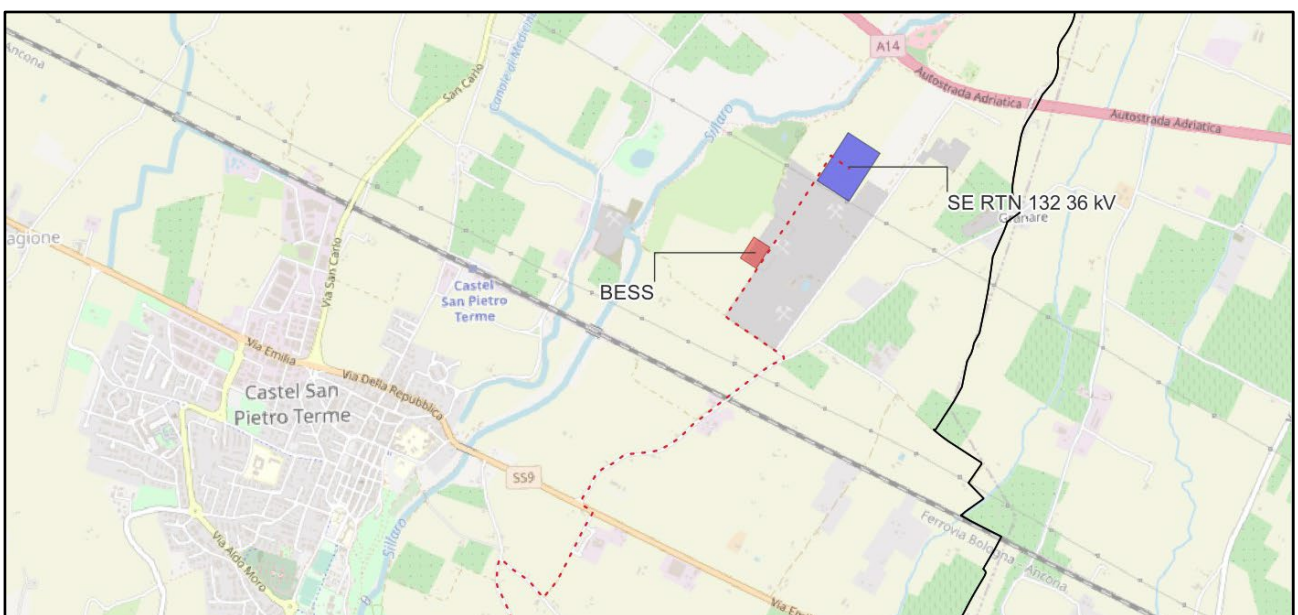 Ancona
San Carlo
Canale di Medicina
A14
Autostrada Adriatica
Autostrada Adriatica
Sillaro
SE RTN 132 36 kV
Granare
agione
Via San Carlo
Castel
San Pietro
Terme
BESS
Via Emilia
Via Della Repubblica
Castel San
Pietro Terme
SS9
Sillaro
Via Aldo Moro
Ferrovia Bologna - Ancona
Via Em